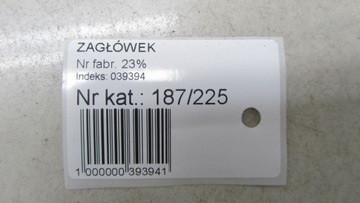 ZAGŁÓWEK
Nr fabr. 23%
Indeks: 039394
Nr kat.: 187/225
1 000000 393941